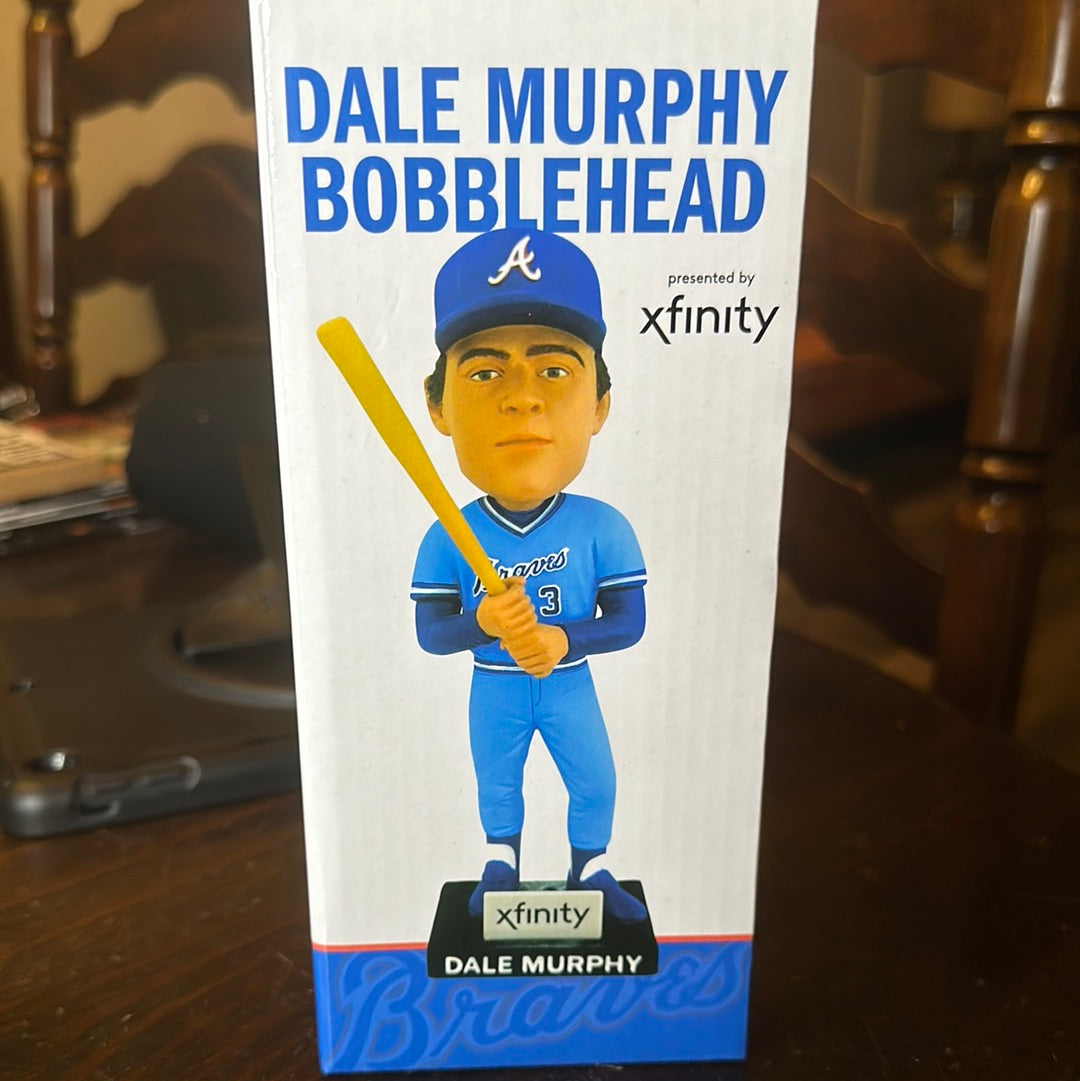 DALE MURPHY
BOBBLEHEAD
A
presented by
xfinity
Braves
3
xfinity
DALE MURPHY
Braves